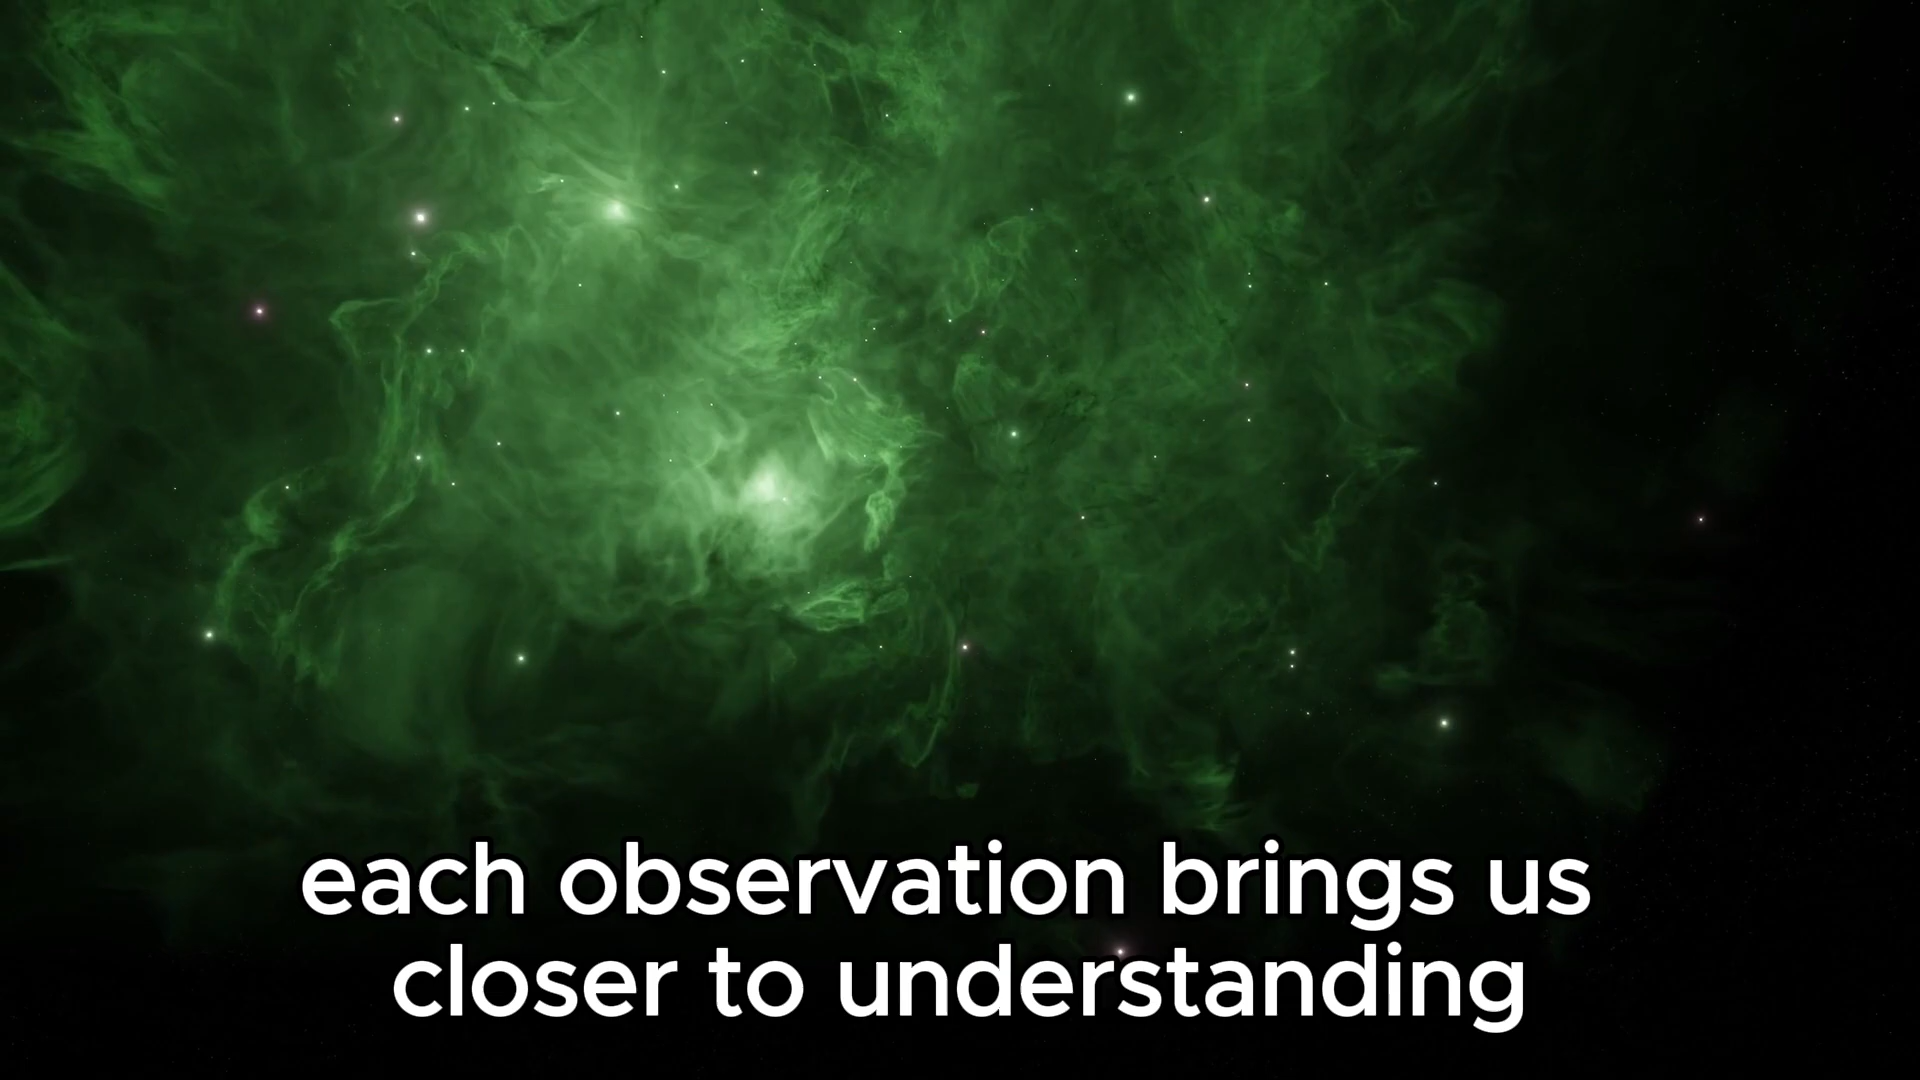 each observation brings us
closer to understanding